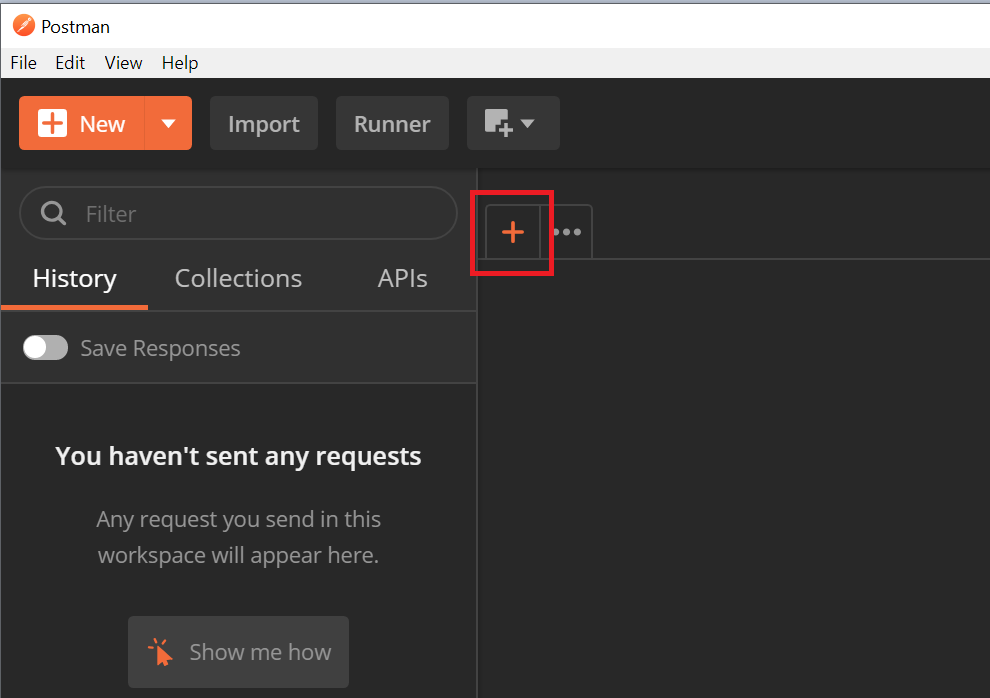 Postman
File Edit View Help
New Import Runner
Filter
History Collections APIs
Save Responses
You haven't sent any requests
Any request you send in this
workspace will appear here.
Show me how